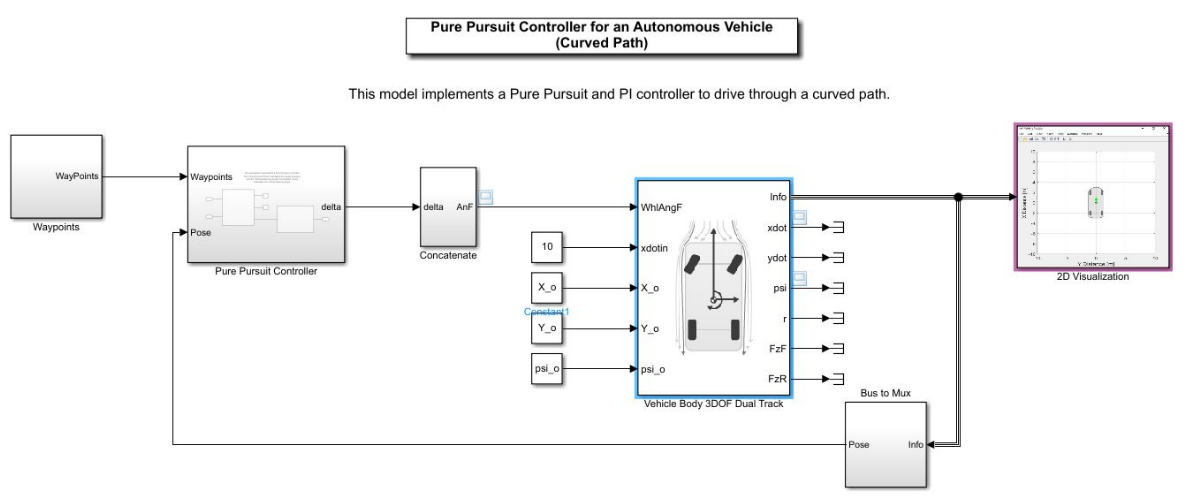 Pure Pursuit Controller for an Autonomous Vehicle
(Curved Path)
This model implements a Pure Pursuit and PI controller to drive through a curved path.
WayPoints
Waypoints
Waypoints
Pose
delta
Pure Pursuit Controller
delta
AnF
Concatenate
10
X_o
Constant1
Y_o
psi_o
WhlAngF
xdotin
X_o
Y_o
psi_o
Info
xdot
ydot
psi
r
FzF
FzR
Vehicle Body 3DOF Dual Track
Y Distance [m]
2D Visualization
Bus to Mux
Pose
Info